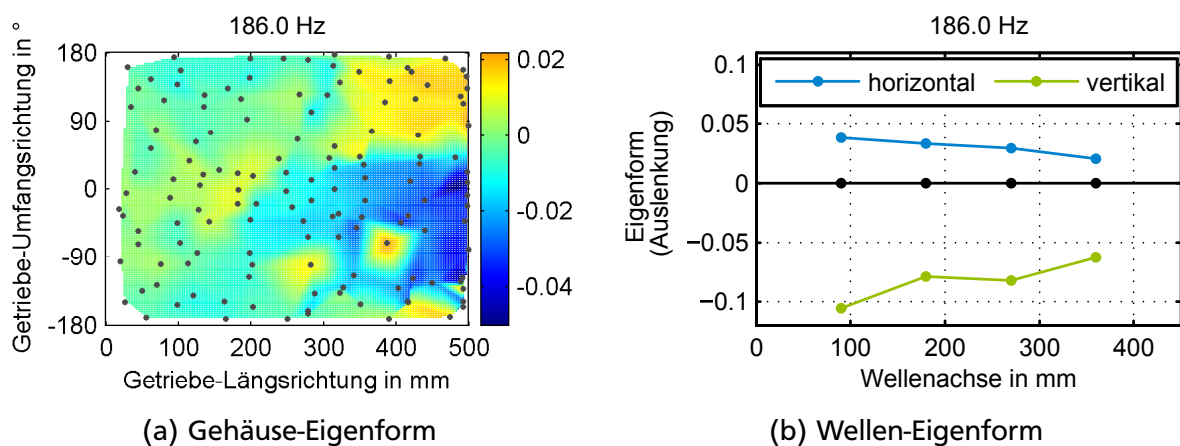 186.0 Hz
Getriebe-Umfangsrichtung in °
180
90
0
-90
-180
0 100 200 300 400 500
Getriebe-Längsrichtung in mm
0.02
0
-0.02
-0.04
(a) Gehäuse-Eigenform
186.0 Hz
horizontal vertikal
Eigenform
(Auslenkung)
0.1
0.05
0
−0.05
−0.1
0 100 200 300 400
Wellenachse in mm
(b) Wellen-Eigenform